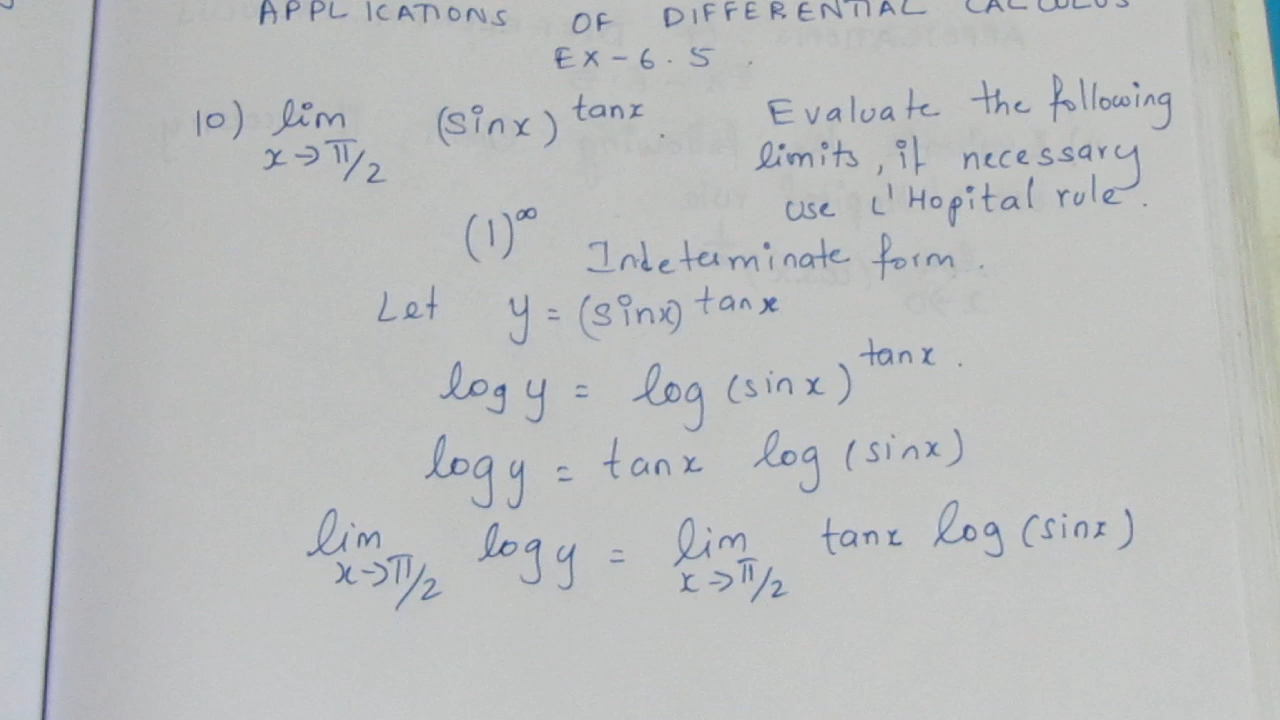 APPLICATIONS OF DIFFERENTIAL CALCULUS
EX-6.5.
10) lim x→π/2 (sinx)^tanx. Evaluate the following
limits, if necessary
use L'Hopital rule.
(1)^∞ Indeterminate form.
Let y = (sinx)^tanx
log y = log (sinx)^tanx.
log y = tanx log (sinx)
lim x→π/2 log y = lim x→π/2 tanx log (sinx)